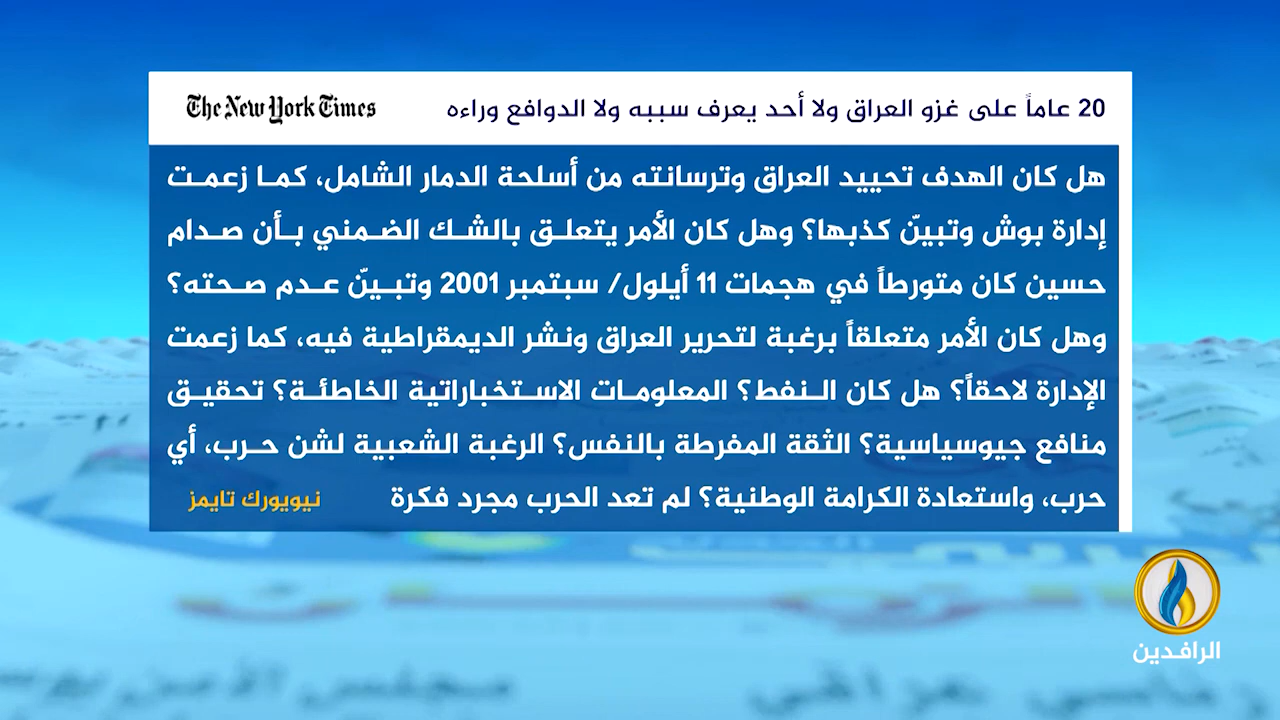 20 عاماً على غزو العراق ولا أحد يعرف سببه ولا الدوافع وراءه
The New York Times
هل كان الهدف تحييد العراق وترسانته من أسلحة الدمار الشامل، كما زعمت
إدارة بوش وتبينّ كذبها؟ وهل كان الأمر يتعلق بالشك الضمني بأن صدام
حسين كان متورطاً في هجمات 11 أيلول/ سبتمبر 2001 وتبينّ عدم صحته؟
وهل كان الأمر متعلقاً برغبة لتحرير العراق ونشر الديمقراطية فيه، كما زعمت
الإدارة لاحقاً؟ هل كان النفط؟ المعلومات الاستخباراتية الخاطئة؟ تحقيق
منافع جيوسياسية؟ الثقة المفرطة بالنفس؟ الرغبة الشعبية لشن حرب، أي
حرب، واستعادة الكرامة الوطنية؟ لم تعد الحرب مجرد فكرة
نيويورك تايمز
الرافدين
مجلس الأمن